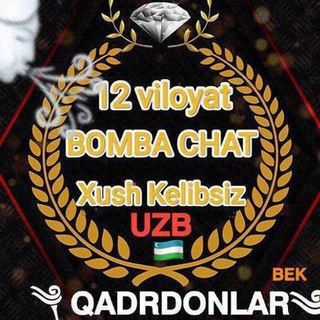 12 viloyat
BOMBA CHAT
Xush Kelibsiz
UZB
BEK
QADRDONLAR